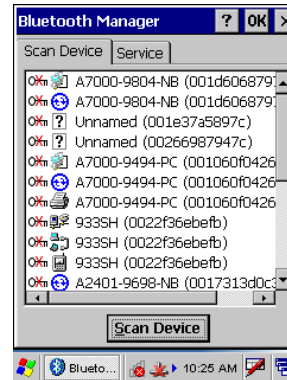 Bluetooth Manager ? OK ×
Scan Device Service
A7000-9804-NB (001d606879
A7000-9804-NB (001d606879
? Unnamed (001e37a5897c)
? Unnamed (00266987947c)
A7000-9494-PC (001060f0426
A7000-9494-PC (001060f0426
A7000-9494-PC (001060f0426
933SH (0022f36ebefb)
933SH (0022f36ebefb)
933SH (0022f36ebefb)
A2401-9698-NB (0017313d0c
Scan Device
Blueto... 10:25 AM